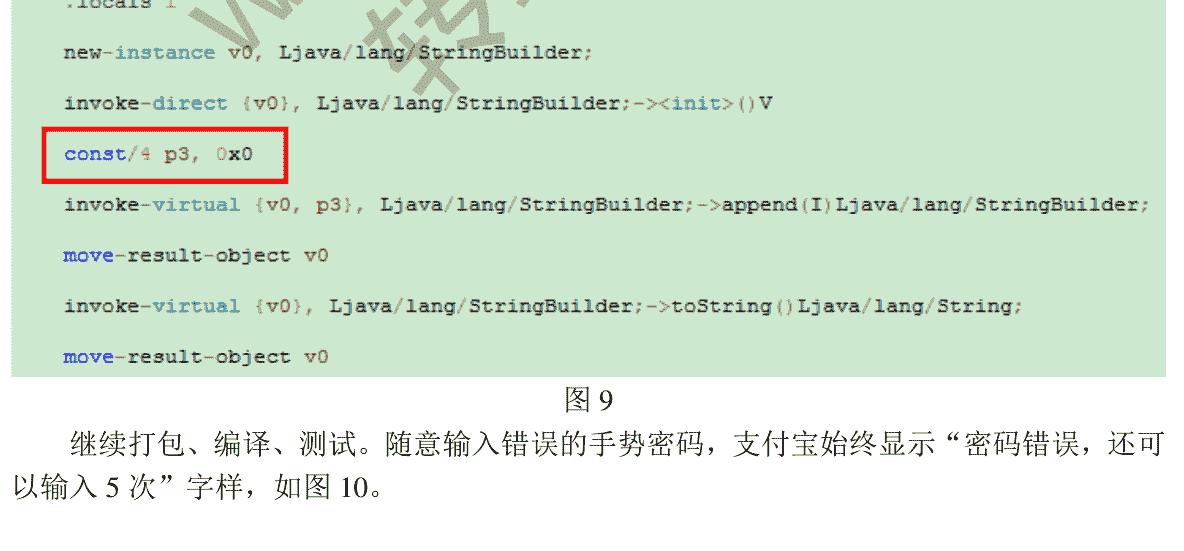 .locals 1
new-instance v0, Ljava/lang/StringBuilder;
invoke-direct {v0}, Ljava/lang/StringBuilder;-><init>()V
const/4 p3, 0x0
invoke-virtual {v0, p3}, Ljava/lang/StringBuilder;->append(I)Ljava/lang/StringBuilder;
move-result-object v0
invoke-virtual {v0}, Ljava/lang/StringBuilder;->toString()Ljava/lang/String;
move-result-object v0
图 9
继续打包、编译、测试。随意输入错误的手势密码，支付宝始终显示“密码错误，还可
以输入 5 次”字样，如图 10。